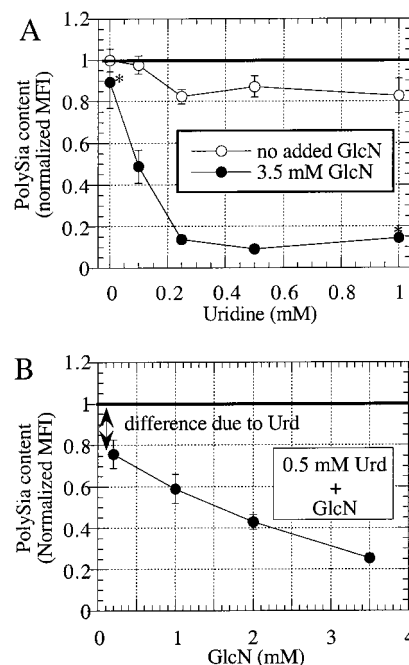 A
PolySia content
(normalized MFI)
1.2
1
0.8
0.6
0.4
0.2
0
*
no added GlcN
3.5 mM GlcN
*
0 0.2 0.4 0.6 0.8 1
Uridine (mM)
B
PolySia content
(Normalized MFI)
1.2
1
0.8
0.6
0.4
0.2
0
difference due to Urd
0.5 mM Urd
+
GlcN
0 1 2 3 4
GlcN (mM)